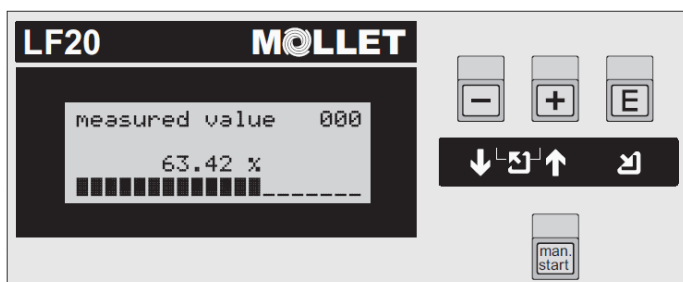 LF20 MOLLET
measured value 000
63.42 %
- + E
man.
start